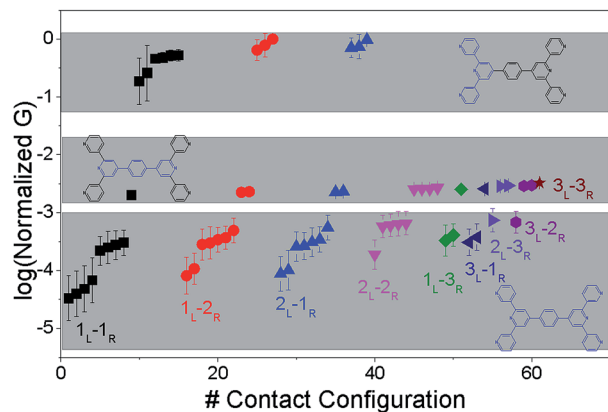 0
-1
-2
-3
-4
-5
log(Normalized G)
3L-3R
3L-2R
2L-3R
3L-1R
1L-3R
2L-2R
2L-1R
1L-2R
1L-1R
0 20 40 60
# Contact Configuration